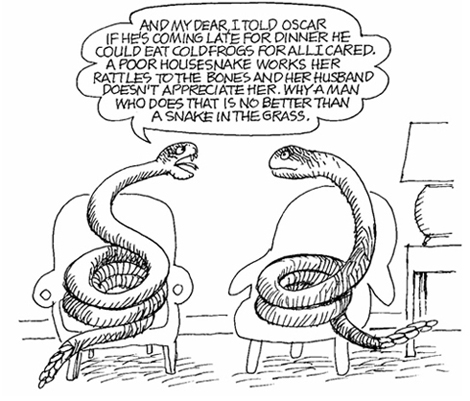 AND MY DEAR, I TOLD OSCAR
IF HE'S COMING LATE FOR DINNER HE
COULD EAT COLD FROGS FOR ALL I CARED.
A POOR HOUSESNAKE WORKS HER
RATTLES TO THE BONES AND HER HUSBAND
DOESN'T APPRECIATE HER. WHY A MAN
WHO DOES THAT IS NO BETTER THAN
A SNAKE IN THE GRASS.